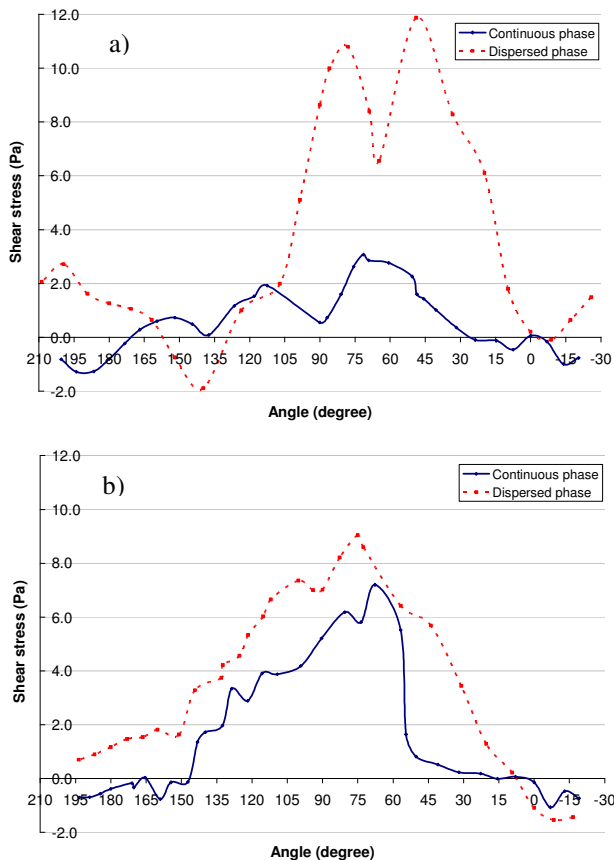 a)
Continuous phase
Dispersed phase
12.0
10.0
8.0
6.0
4.0
2.0
0.0
-2.0
210 195 180 165 150 135 120 105 90 75 60 45 30 15 0 -15 -30
Shear stress (Pa)
Angle (degree)
b)
Continuous phase
Dispersed phase
12.0
10.0
8.0
6.0
4.0
2.0
0.0
-2.0
210 195 180 165 150 135 120 105 90 75 60 45 30 15 0 -15 -30
Shear stress (Pa)
Angle (degree)